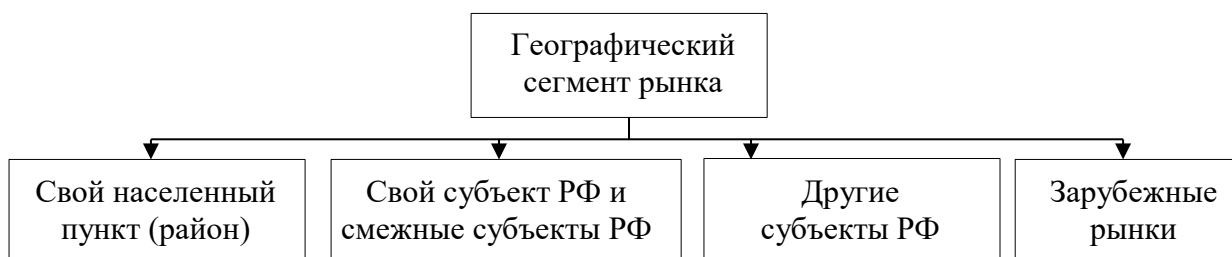 Географический
сегмент рынка
Свой населенный
пункт (район)
Свой субъект РФ и
смежные субъекты РФ
Другие
субъекты РФ
Зарубежные
рынки